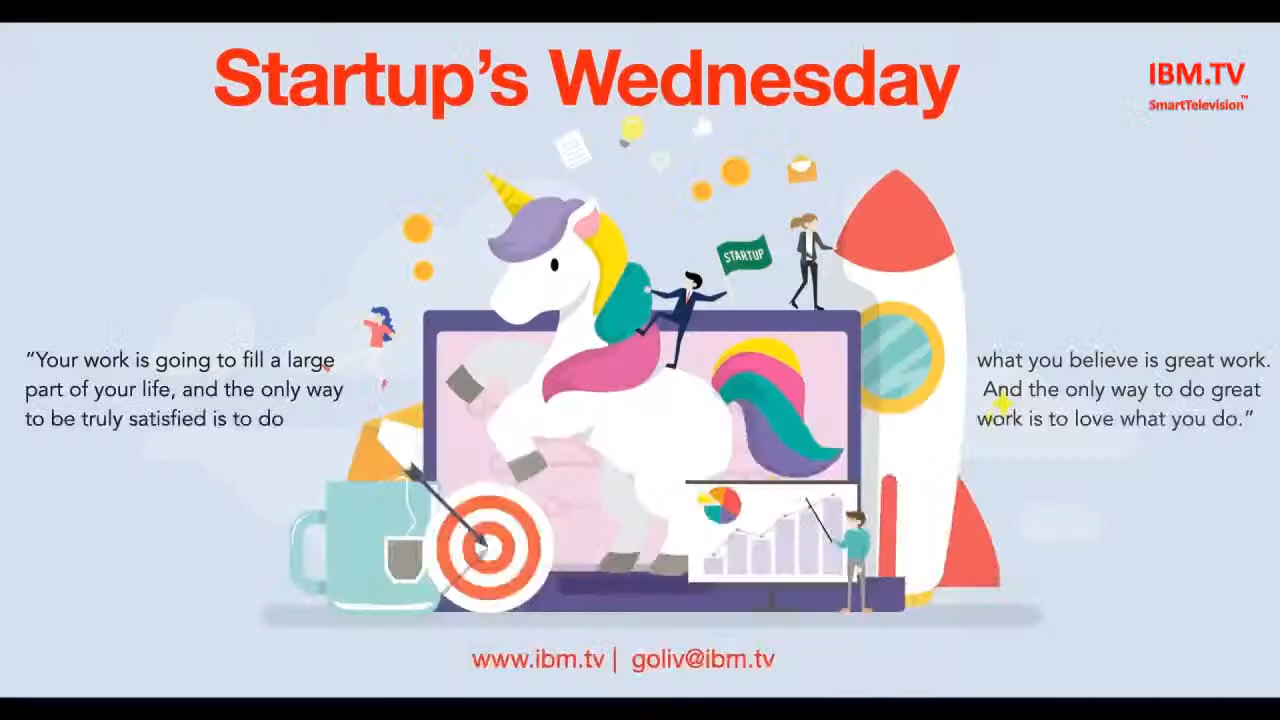 Startup’s Wednesday
IBM.TV
SmartTelevision™
STARTUP
“Your work is going to fill a large
part of your life, and the only way
to be truly satisfied is to do
what you believe is great work.
And the only way to do great
work is to love what you do.”
www.ibm.tv | goliv@ibm.tv